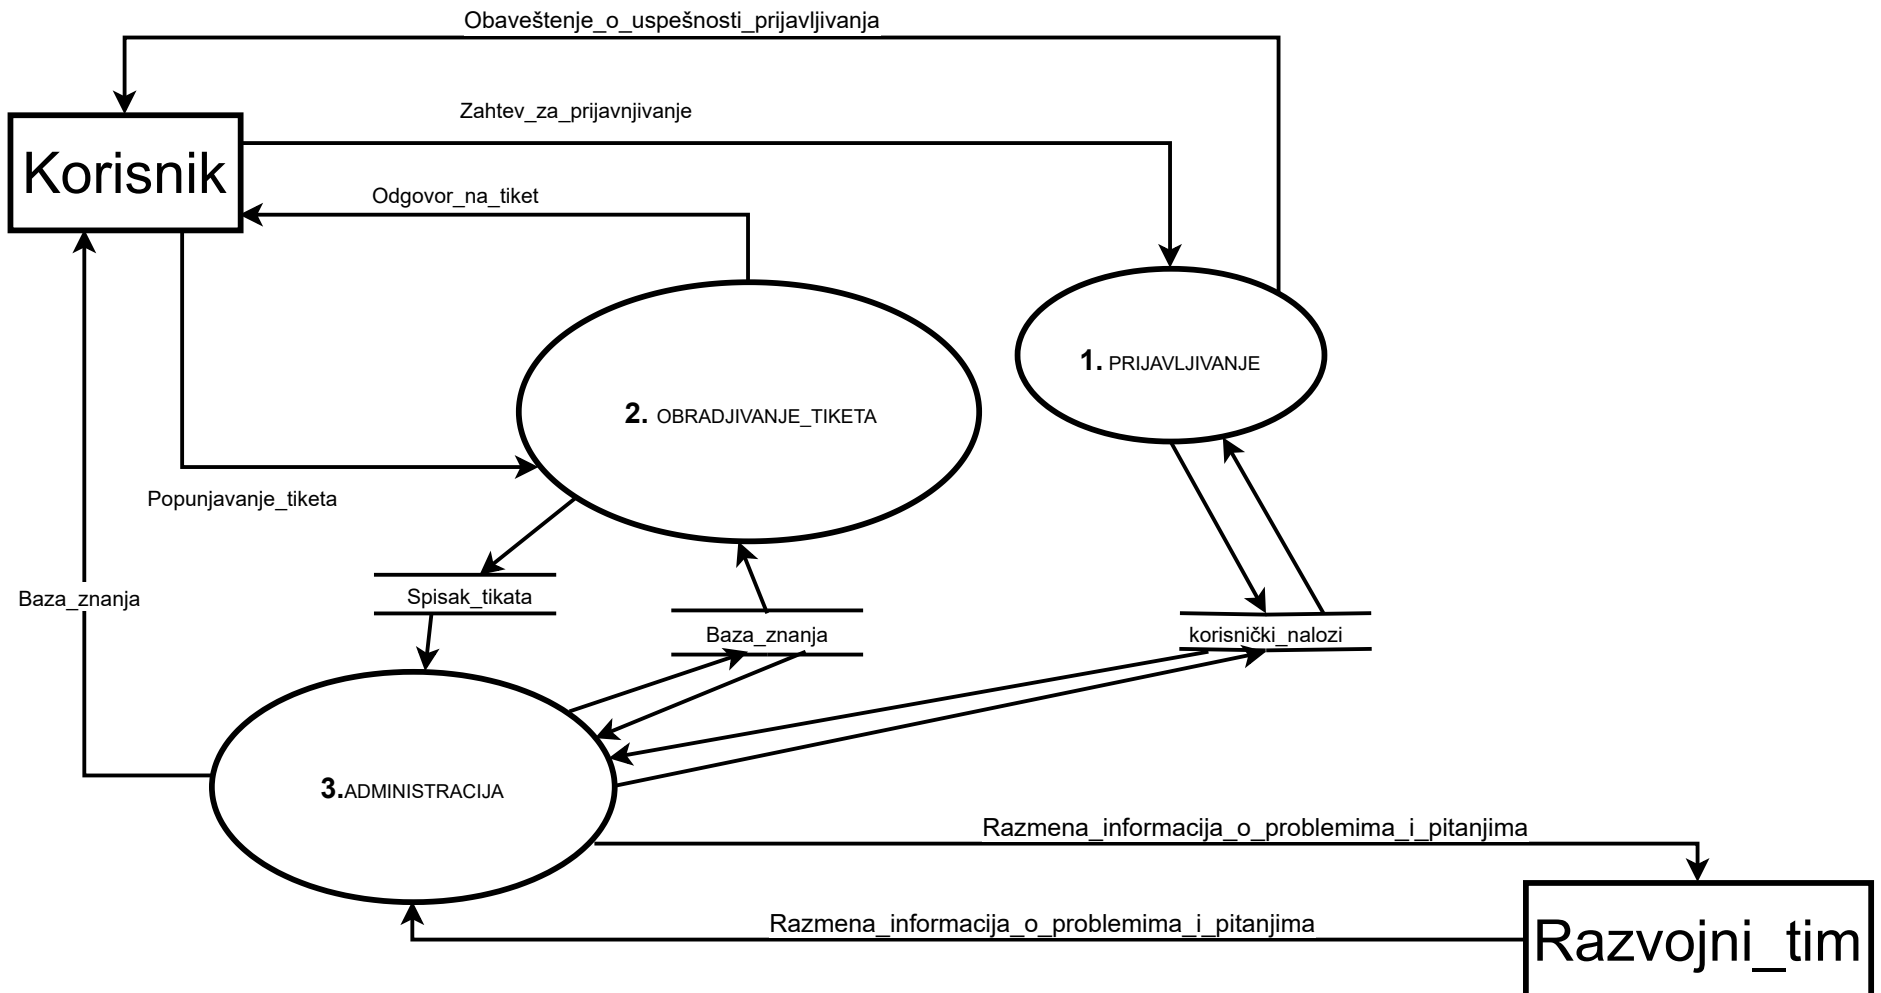 Obaveštenje_o_uspešnosti_prijavljivanja
Zahtev_za_prijavnjivanje
Korisnik
Odgovor_na_tiket
1. PRIJAVLJIVANJE
2. OBRADJIVANJE_TIKETA
Popunjavanje_tiketa
Baza_znanja
Spisak_tikata
Baza_znanja
korisnički_nalozi
3.ADMINISTRACIJA
Razmena_informacija_o_problemima_i_pitanjima
Razmena_informacija_o_problemima_i_pitanjima
Razvojni_tim